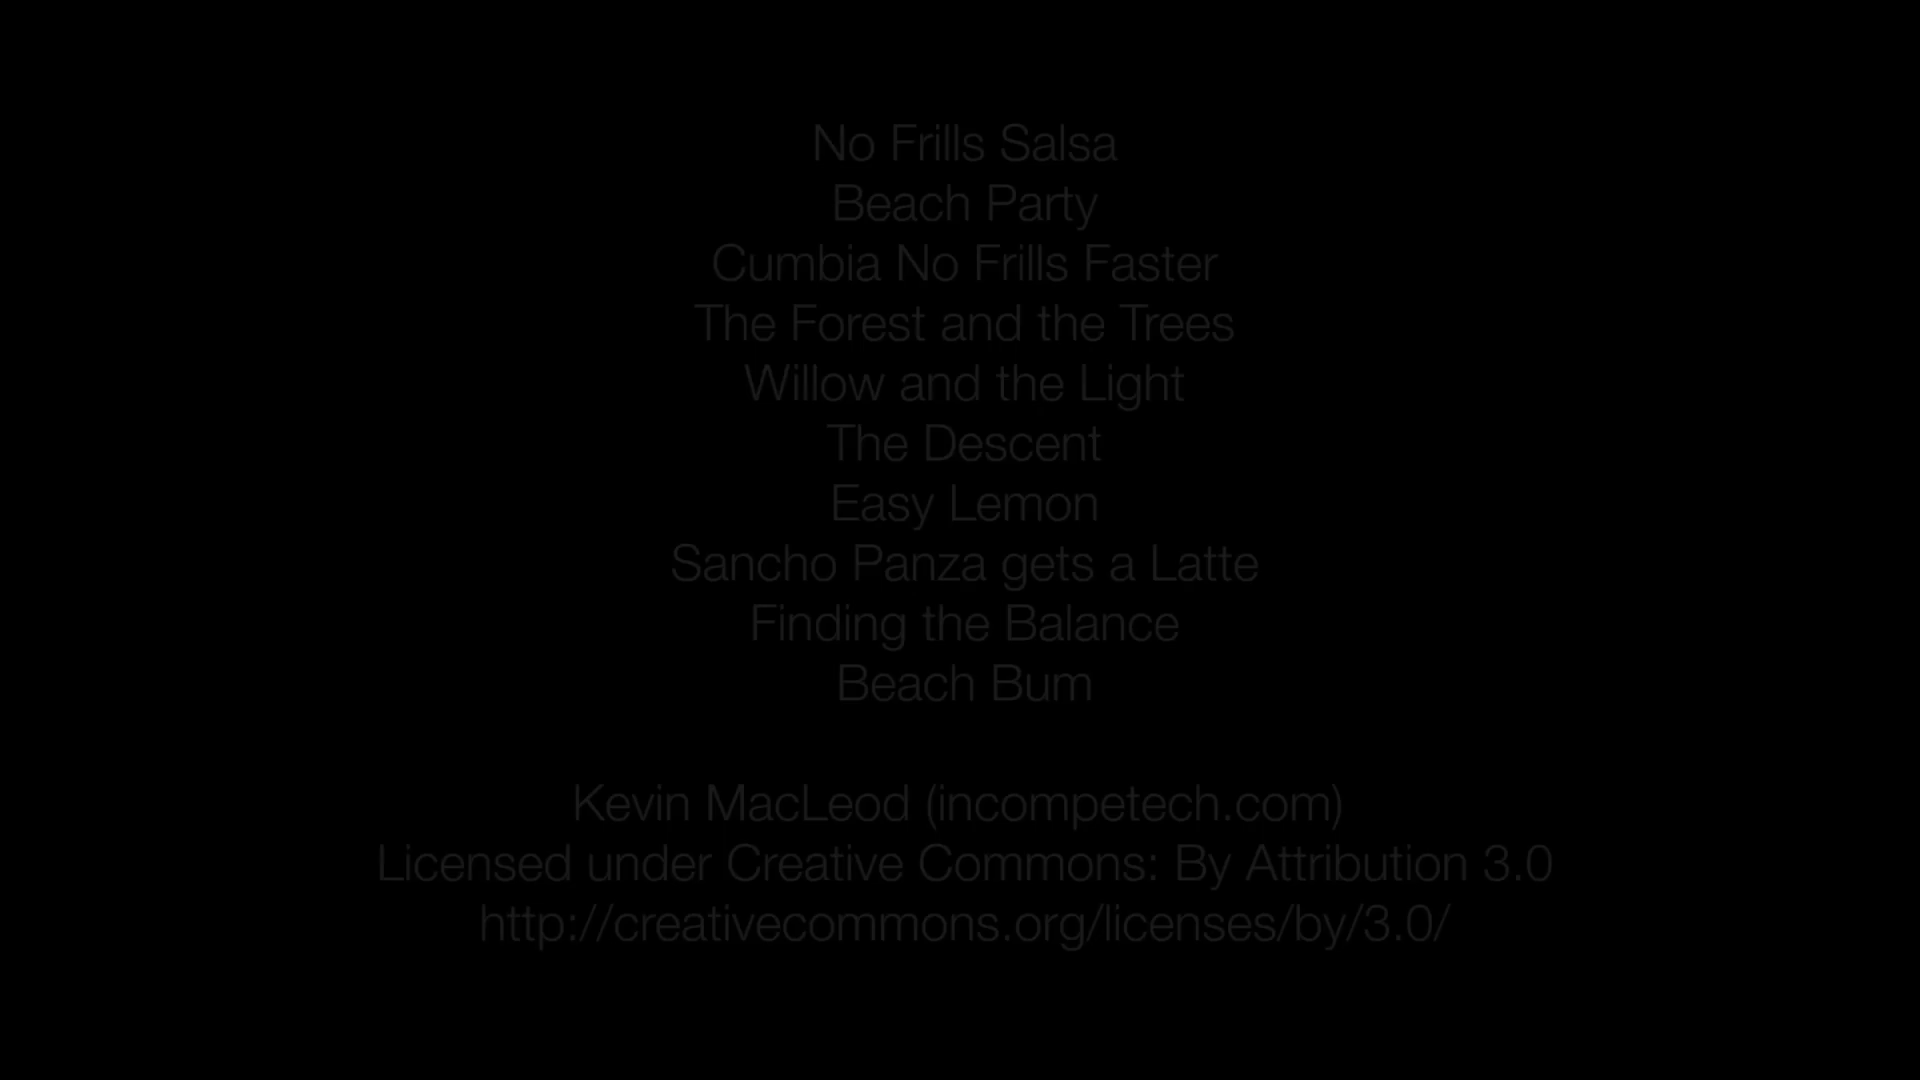 No Frills Salsa
Beach Party
Cumbia No Frills Faster
The Forest and the Trees
Willow and the Light
The Descent
Easy Lemon
Sancho Panza gets a Latte
Finding the Balance
Beach Bum
Kevin MacLeod (incompetech.com)
Licensed under Creative Commons: By Attribution 3.0
http://creativecommons.org/licenses/by/3.0/